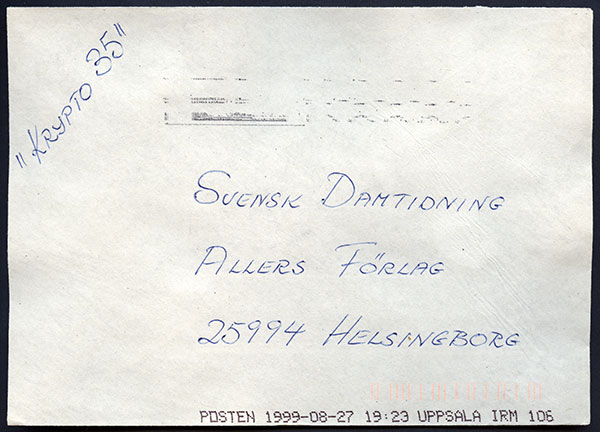 "KRYPTO 35"
SVENSK DAMTIDNING
ALLERS FÖRLAG
25994 HELSINGBORG
POSTEN 1999-08-27 19:23 UPPSALA IRM 106